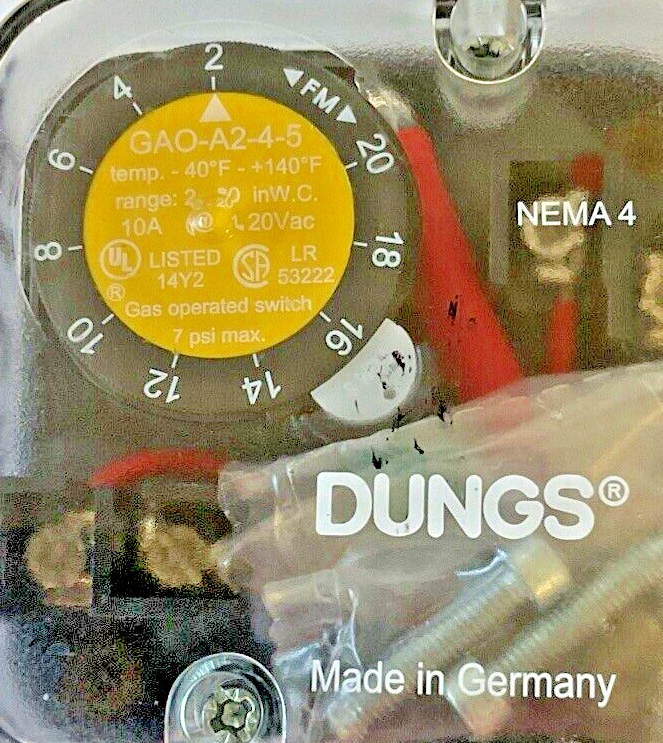 2
4
6
8
10
12
14
16
18
20
◄FM►
GAO-A2-4-5
temp. - 40°F - +140°F
range: 2 20 inW.C.
10A 120Vac
UL LISTED
14Y2
SA LR
53222
®
Gas operated switch
7 psi max.
NEMA 4
DUNGS®
Made in Germany